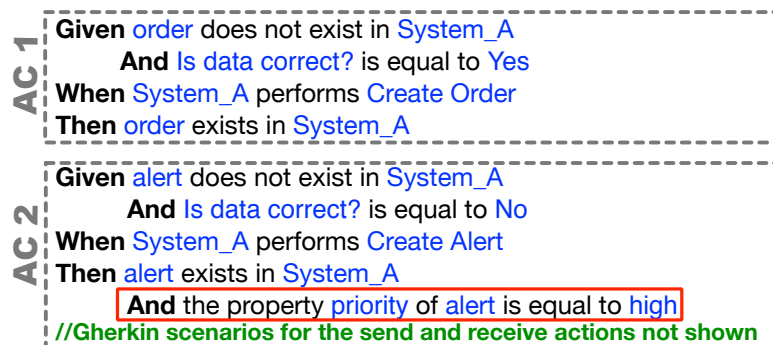 AC 1
Given order does not exist in System_A
And Is data correct? is equal to Yes
When System_A performs Create Order
Then order exists in System_A
AC 2
Given alert does not exist in System_A
And Is data correct? is equal to No
When System_A performs Create Alert
Then alert exists in System_A
And the property priority of alert is equal to high
//Gherkin scenarios for the send and receive actions not shown